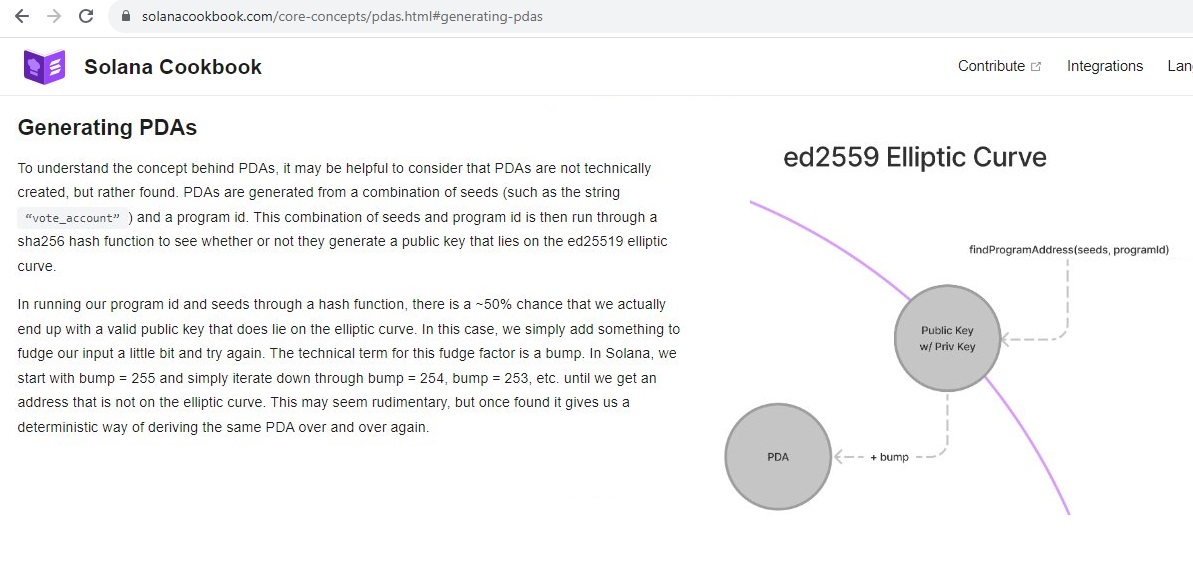 solanacookbook.com/core-concepts/pdas.html#generating-pdas
Solana Cookbook
Contribute
Integrations
Lan
Generating PDAs
To understand the concept behind PDAs, it may be helpful to consider that PDAs are not technically
created, but rather found. PDAs are generated from a combination of seeds (such as the string
“vote_account” ) and a program id. This combination of seeds and program id is then run through a
sha256 hash function to see whether or not they generate a public key that lies on the ed25519 elliptic
curve.
In running our program id and seeds through a hash function, there is a ~50% chance that we actually
end up with a valid public key that does lie on the elliptic curve. In this case, we simply add something to
fudge our input a little bit and try again. The technical term for this fudge factor is a bump. In Solana, we
start with bump = 255 and simply iterate down through bump = 254, bump = 253, etc. until we get an
address that is not on the elliptic curve. This may seem rudimentary, but once found it gives us a
deterministic way of deriving the same PDA over and over again.
ed2559 Elliptic Curve
findProgramAddress(seeds, programId)
Public Key
w/ Priv Key
PDA
+ bump